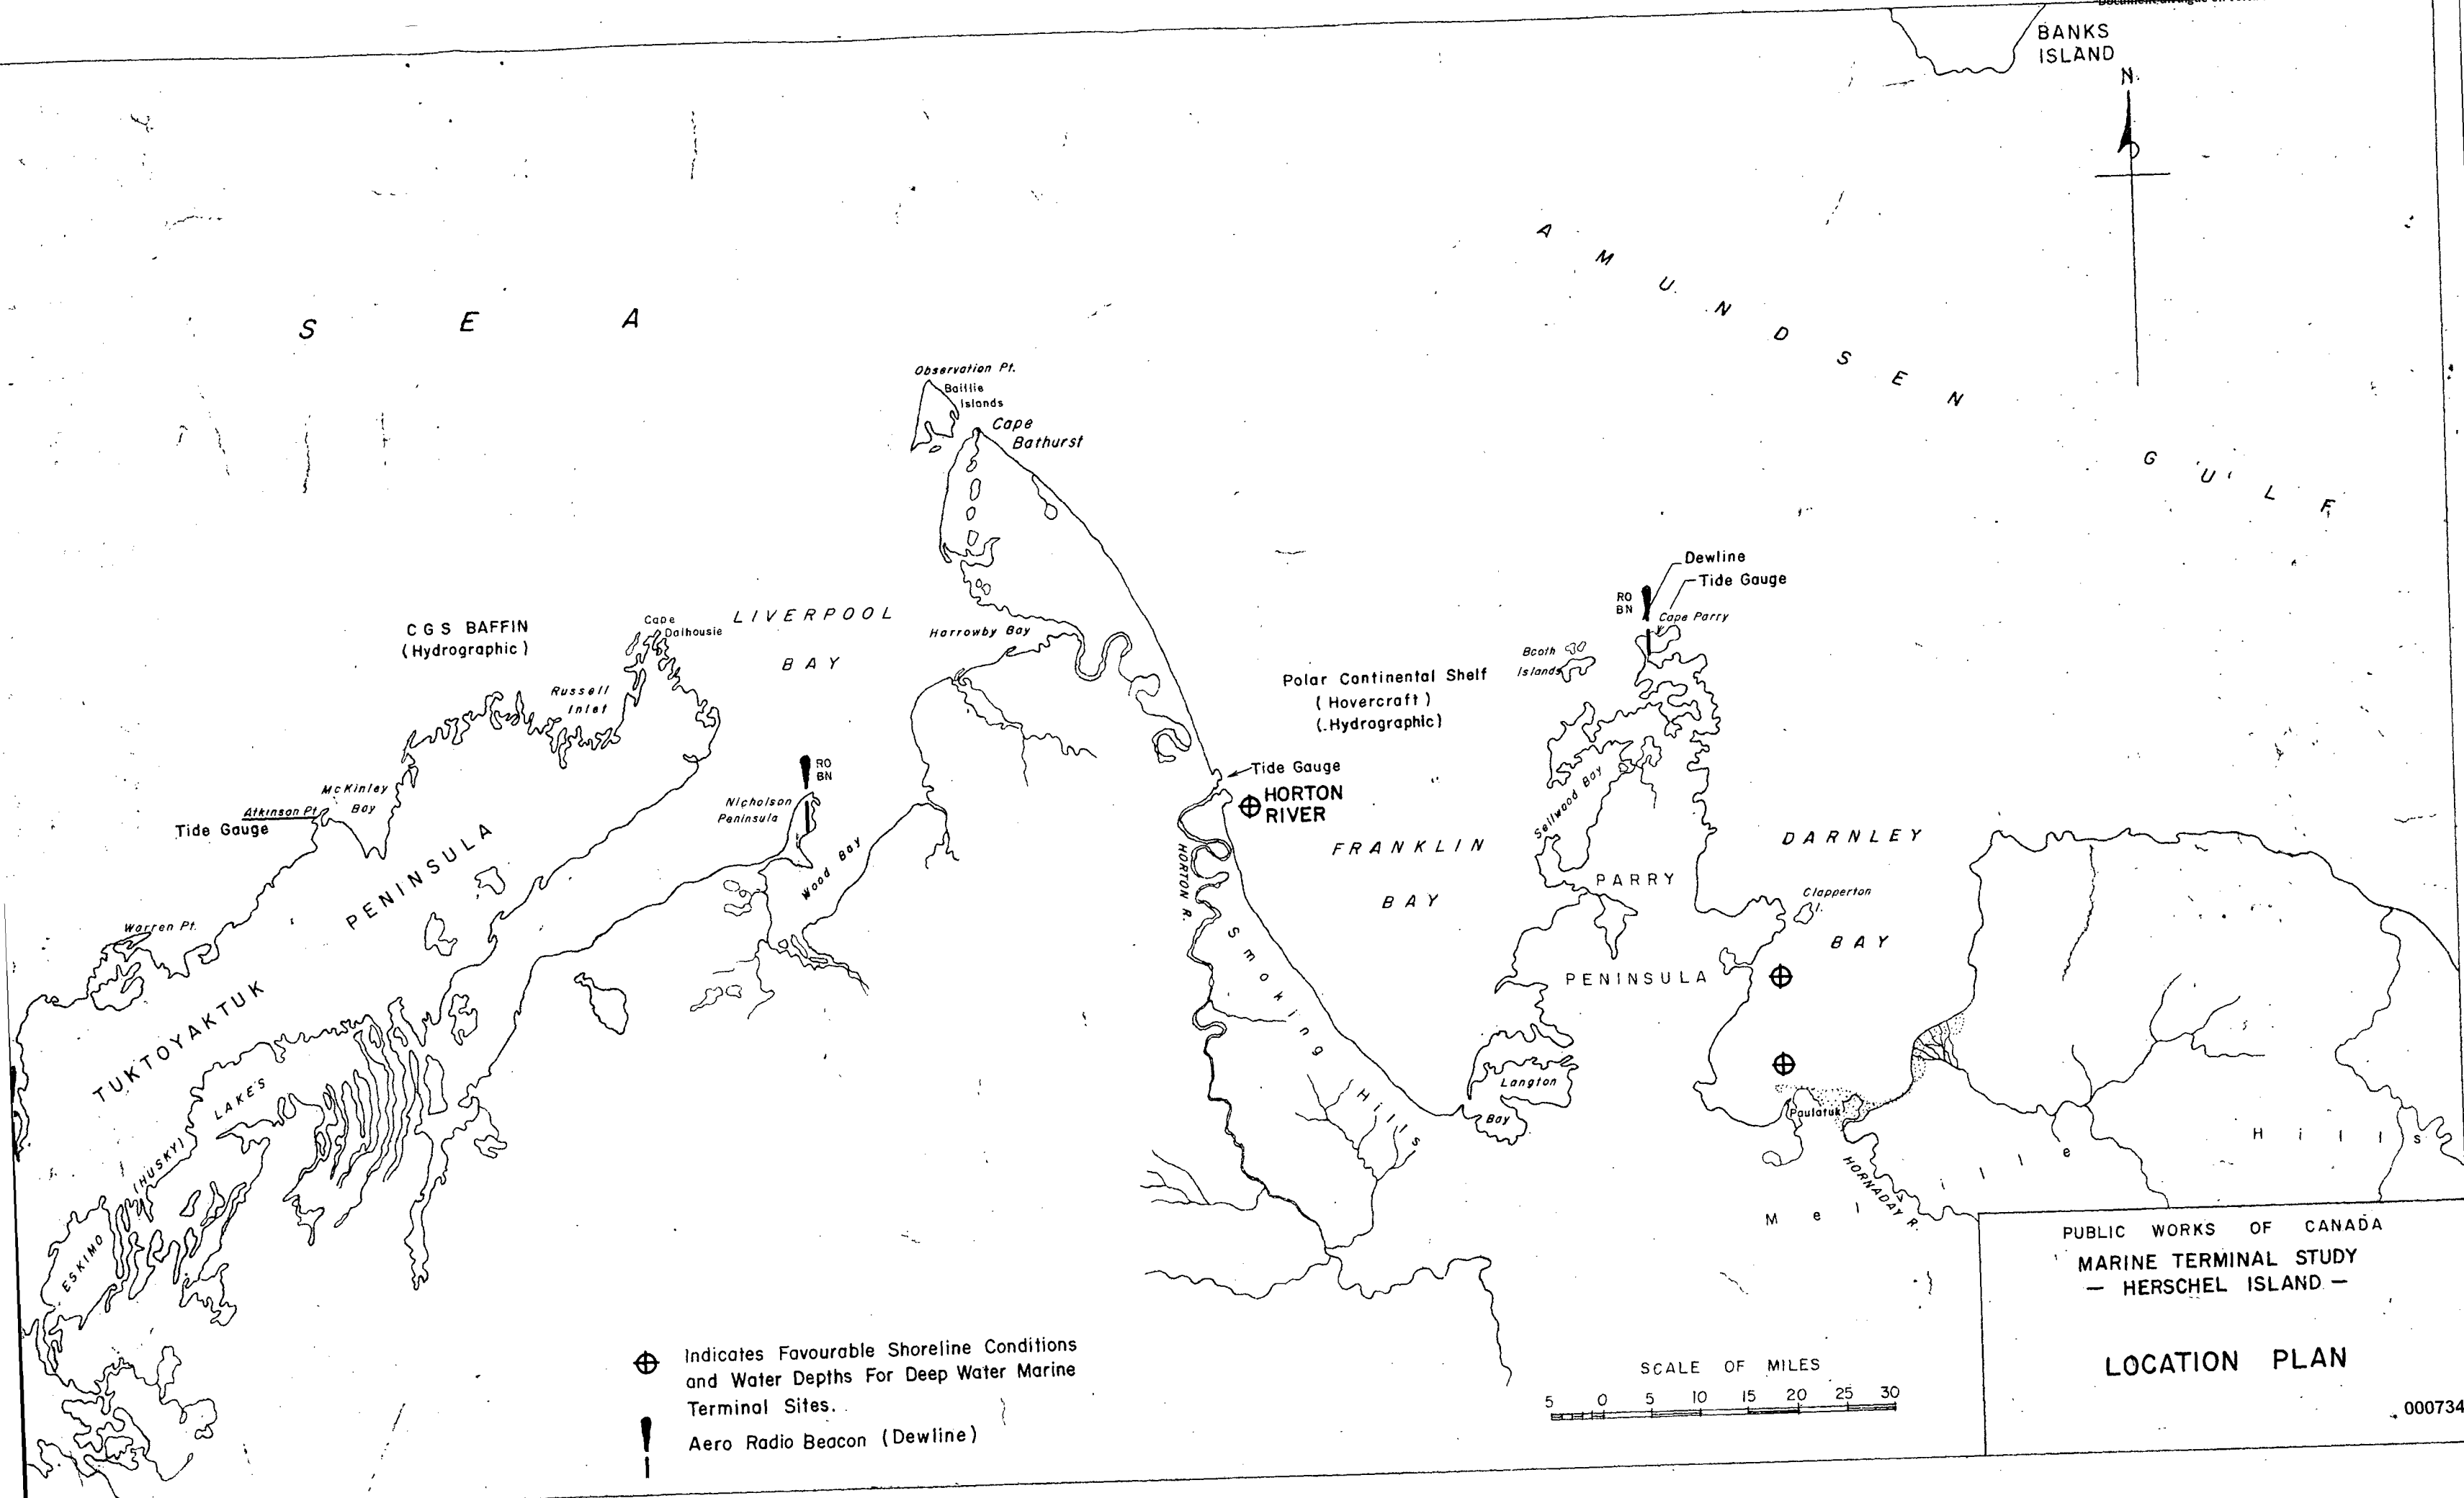 BANKS
ISLAND
N
AMUNDSEN
GULF
SEA
Observation Pt.
Baillie
Islands
Cape
Bathurst
Dewline
Tide Gauge
RO
BN
Cape Parry
CGS BAFFIN
(Hydrographic)
Cape
Dalhousie
LIVERPOOL
BAY
Harrowby Bay
Booth
Islands
Polar Continental Shelf
(Hovercraft)
(Hydrographic)
Russell
Inlet
RO
BN
Tide Gauge
HORTON
RIVER
McKinley
Bay
Atkinson Pt.
Tide Gauge
Nicholson
Peninsula
Wood Bay
Sellwood Bay
FRANKLIN
BAY
DARNLEY
BAY
PARRY
PENINSULA
Clapperton
I.
HORTON R.
Smoking
Hills
Warren Pt.
TUKTOYAKTUK
PENINSULA
ESKIMO
(HUSKY)
LAKE'S
Langton
Bay
Paulatuk
HORNADAY R.
Melville
Hills
Indicates Favourable Shoreline Conditions
and Water Depths For Deep Water Marine
Terminal Sites.
Aero Radio Beacon (Dewline)
SCALE OF MILES
5 0 5 10 15 20 25 30
PUBLIC WORKS OF CANADA
MARINE TERMINAL STUDY
— HERSCHEL ISLAND —
LOCATION PLAN
000734